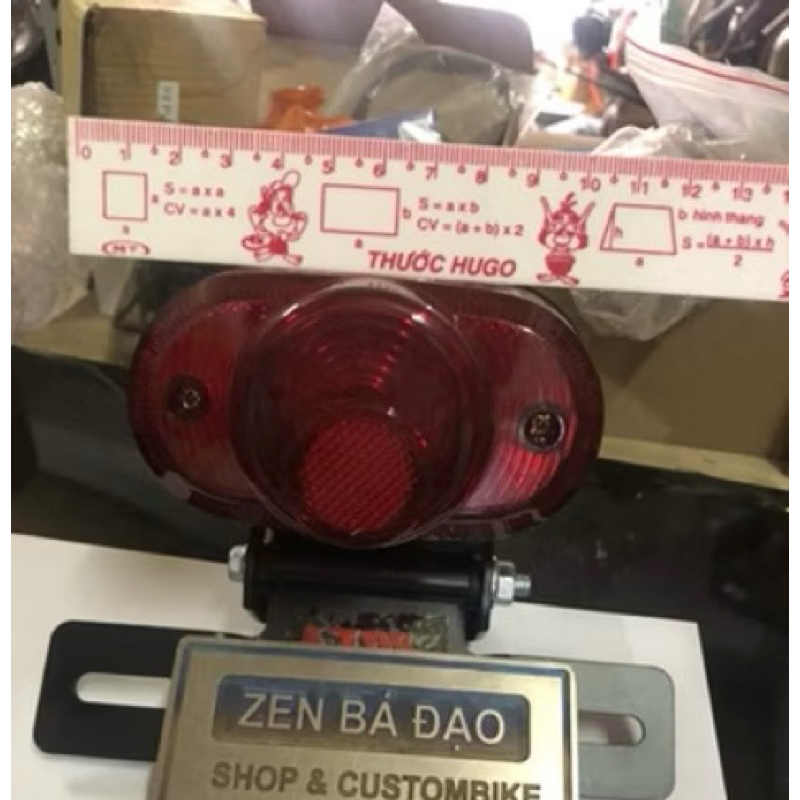 0 1 2 3 4 5 6 7 8 9 10 11 12 13
a S = a x a
a CV = a x 4
b S = a x b
a CV = (a + b) x 2
b hình thang
h a S = (a + b) x h
2
MY
THƯỚC HUGO
ZEN BÁ ĐẠO
SHOP & CUSTOMBIKE